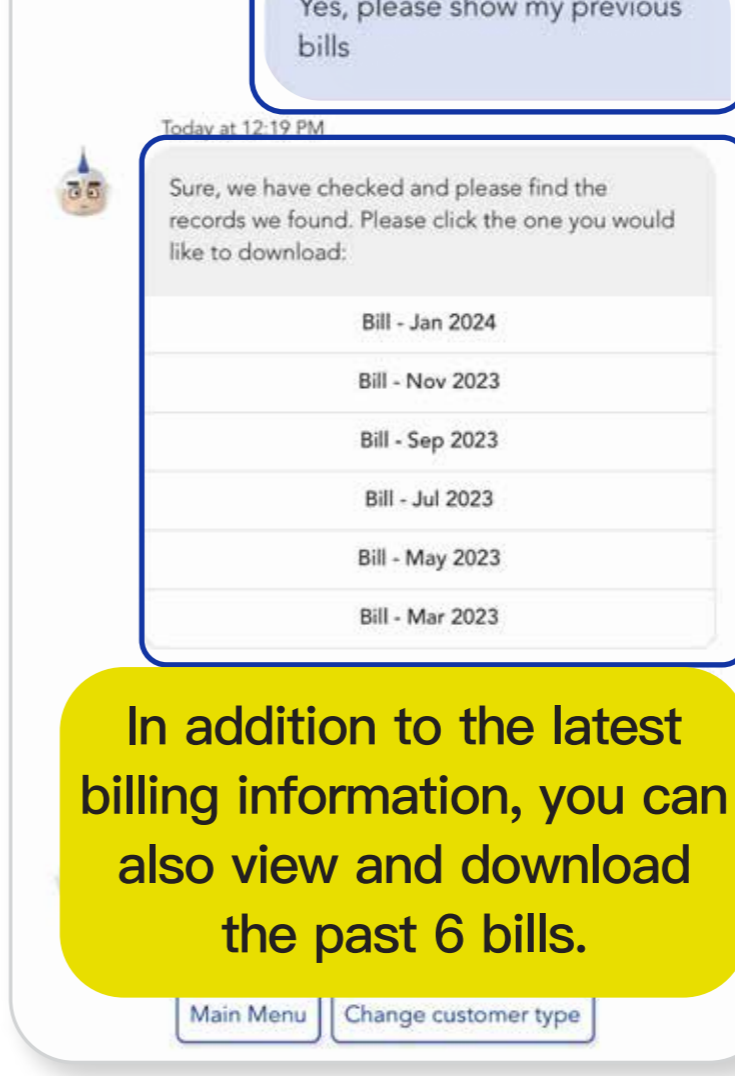 Yes, please show my previous
bills
Today at 12:19 PM
Sure, we have checked and please find the
records we found. Please click the one you would
like to download:
Bill - Jan 2024
Bill - Nov 2023
Bill - Sep 2023
Bill - Jul 2023
Bill - May 2023
Bill - Mar 2023
In addition to the latest
billing information, you can
also view and download
the past 6 bills.
Main Menu
Change customer type